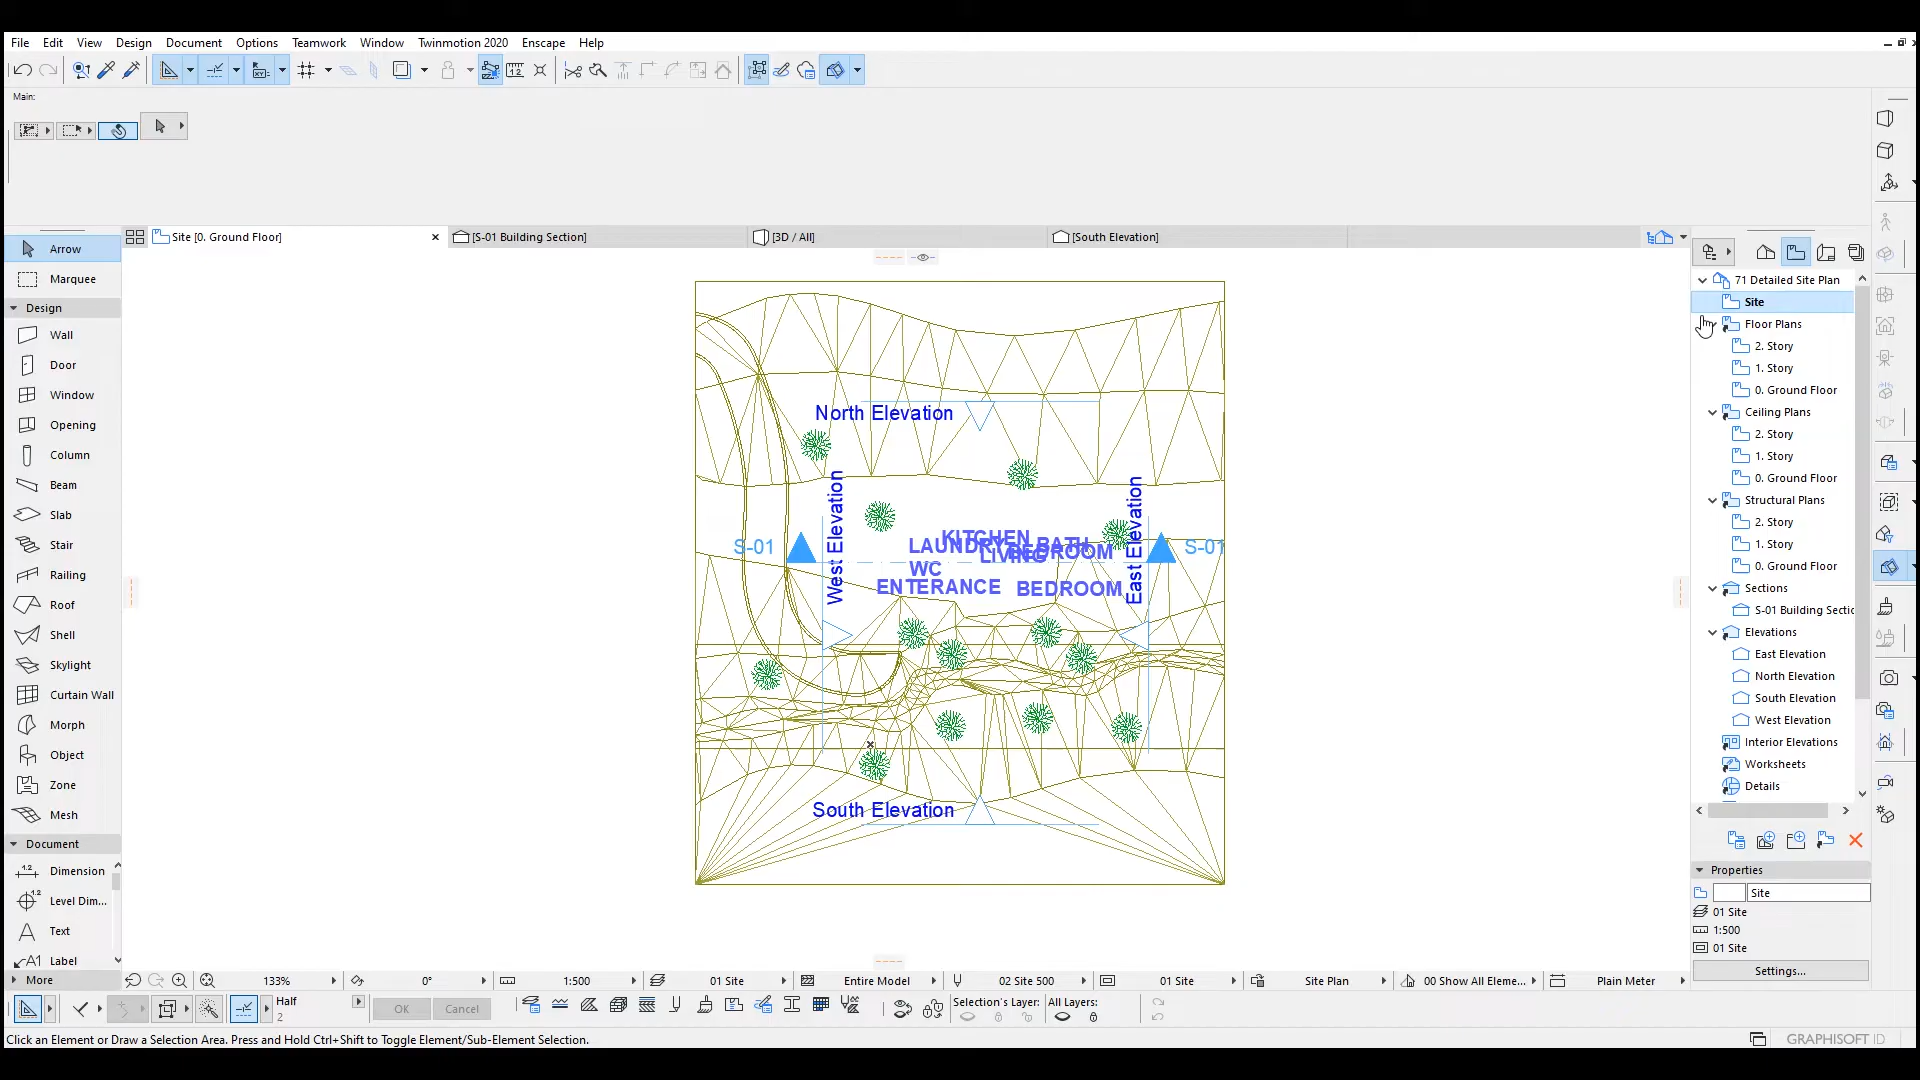 File Edit View Design Document Options Teamwork Window Twinmotion 2020 Enscape Help
Main:
Site [0. Ground Floor]
[S-01 Building Section]
[3D / All]
[South Elevation]
Arrow
Marquee
Design
Wall
Door
Window
Opening
Column
Beam
Slab
Stair
Railing
Roof
Shell
Skylight
Curtain Wall
Morph
Object
Zone
Mesh
Document
Dimension
Level Dim...
Text
Label
More
North Elevation
West Elevation
East Elevation
S-01
S-01
KITCHEN
LAUNDRY
BATH
BEDROOM
LIVING
WC
ENTERANCE
BEDROOM
South Elevation
71 Detailed Site Plan
Site
Floor Plans
2. Story
1. Story
0. Ground Floor
Ceiling Plans
2. Story
1. Story
0. Ground Floor
Structural Plans
2. Story
1. Story
0. Ground Floor
Sections
S-01 Building Sectic
Elevations
East Elevation
North Elevation
South Elevation
West Elevation
Interior Elevations
Worksheets
Details
Properties
Site
01 Site
1:500
01 Site
Settings...
133%
0°
1:500
01 Site
Entire Model
02 Site 500
01 Site
Site Plan
00 Show All Eleme...
Plain Meter
Half
2
OK
Cancel
Selection's Layer:
All Layers:
Click an Element or Draw a Selection Area. Press and Hold Ctrl+Shift to Toggle Element/Sub-Element Selection.
GRAPHISOFT ID